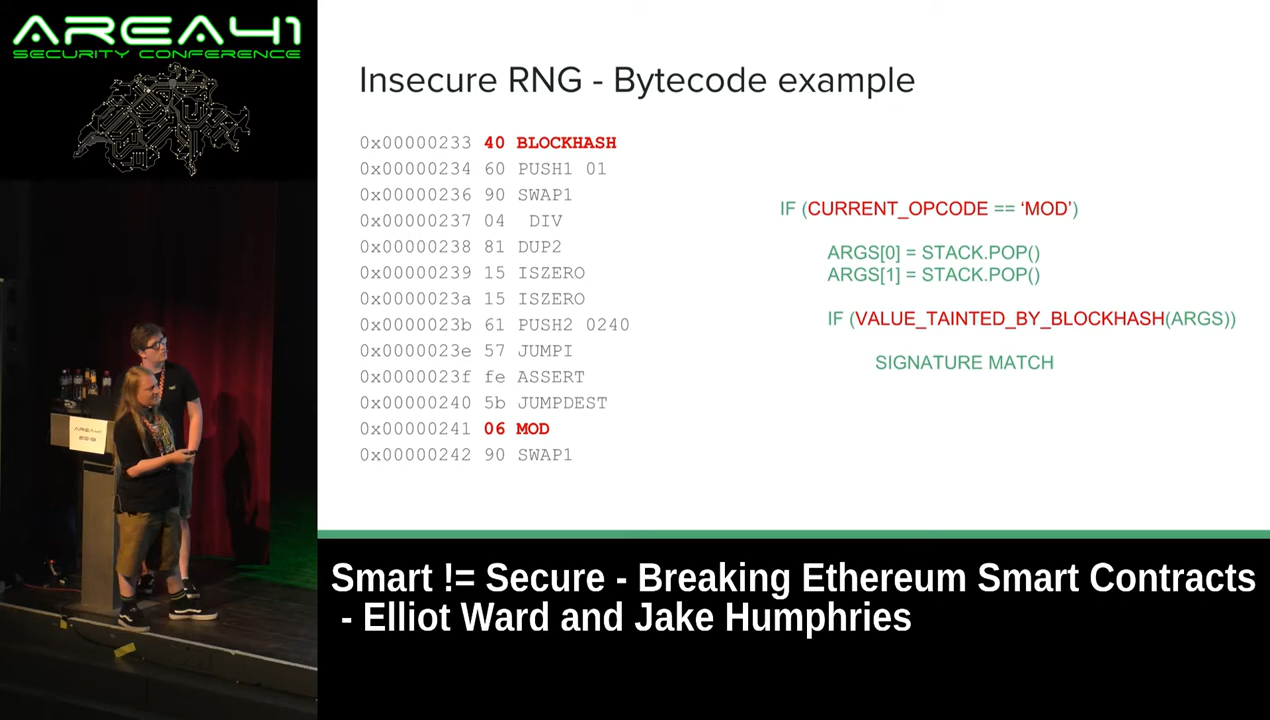 AREA41
SECURITY CONFERENCE
Insecure RNG - Bytecode example
0x00000233 40 BLOCKHASH
0x00000234 60 PUSH1 01
0x00000236 90 SWAP1
0x00000237 04 DIV
0x00000238 81 DUP2
0x00000239 15 ISZERO
0x0000023a 15 ISZERO
0x0000023b 61 PUSH2 0240
0x0000023e 57 JUMPI
0x0000023f fe ASSERT
0x00000240 5b JUMPDEST
0x00000241 06 MOD
0x00000242 90 SWAP1
IF (CURRENT_OPCODE == ‘MOD’)
ARGS[0] = STACK.POP()
ARGS[1] = STACK.POP()
IF (VALUE_TAINTED_BY_BLOCKHASH(ARGS))
SIGNATURE MATCH
AREA41
Smart != Secure - Breaking Ethereum Smart Contracts
- Elliot Ward and Jake Humphries